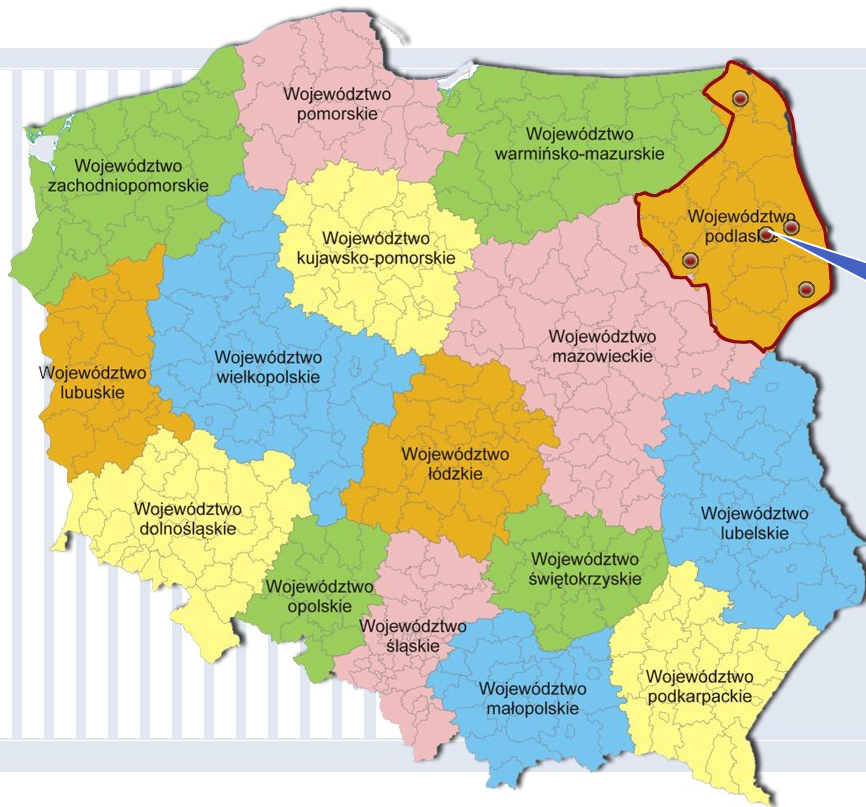 Województwo
pomorskie
Województwo
warmińsko-mazurskie
Województwo
zachodniopomorskie
Województwo
podlaskie
Województwo
kujawsko-pomorskie
Województwo
mazowieckie
Województwo
wielkopolskie
Województwo
lubuskie
Województwo
łódzkie
Województwo
dolnośląskie
Województwo
lubelskie
Województwo
świętokrzyskie
Województwo
opolskie
Województwo
śląskie
Województwo
podkarpackie
Województwo
małopolskie